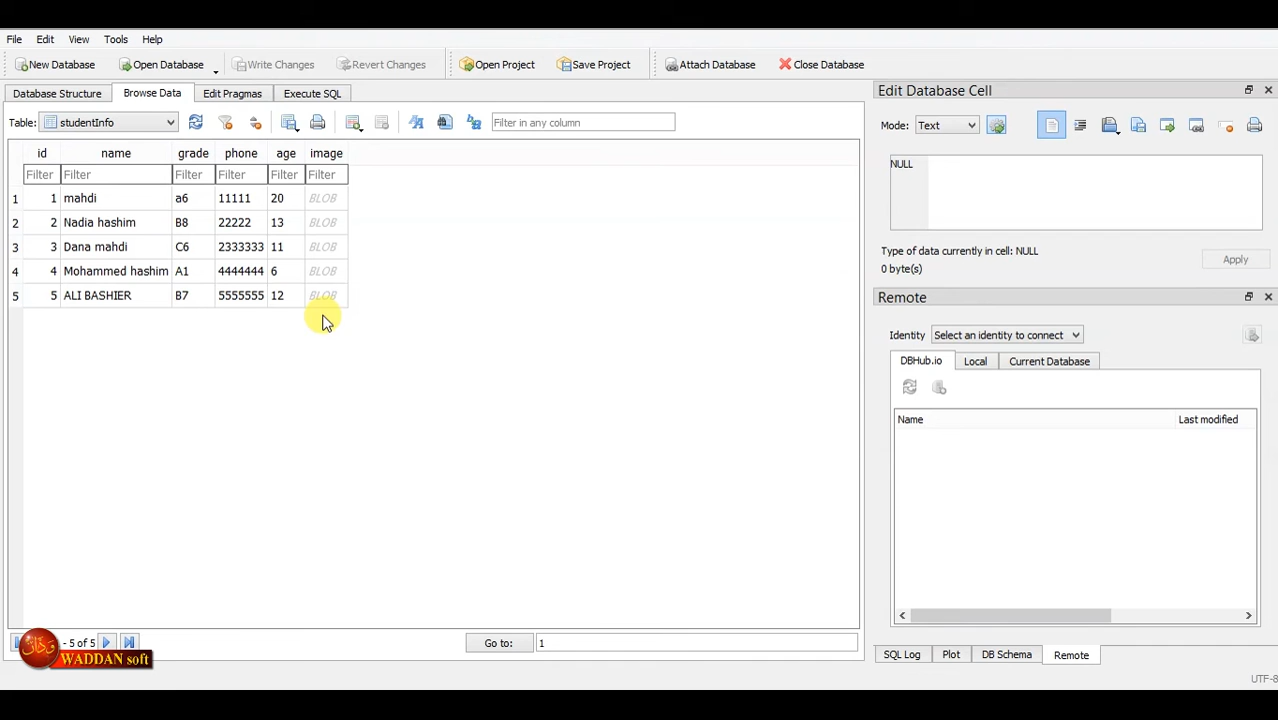 File Edit View Tools Help
New Database Open Database Write Changes Revert Changes Open Project Save Project Attach Database Close Database
Database Structure Browse Data Edit Pragmas Execute SQL
Table: studentInfo Filter in any column
id name grade phone age image
Filter Filter Filter Filter Filter Filter
1 1 mahdi a6 11111 20 BLOB
2 2 Nadia hashim B8 22222 13 BLOB
3 3 Dana mahdi C6 2333333 11 BLOB
4 4 Mohammed hashim A1 4444444 6 BLOB
5 5 ALI BASHIER B7 5555555 12 BLOB
- 5 of 5 Go to: 1
WADDAN soft
Edit Database Cell
Mode: Text
NULL
Type of data currently in cell: NULL
0 byte(s)
Apply
Remote
Identity Select an identity to connect
DBHub.io Local Current Database
Name Last modified
SQL Log Plot DB Schema Remote
UTF-8